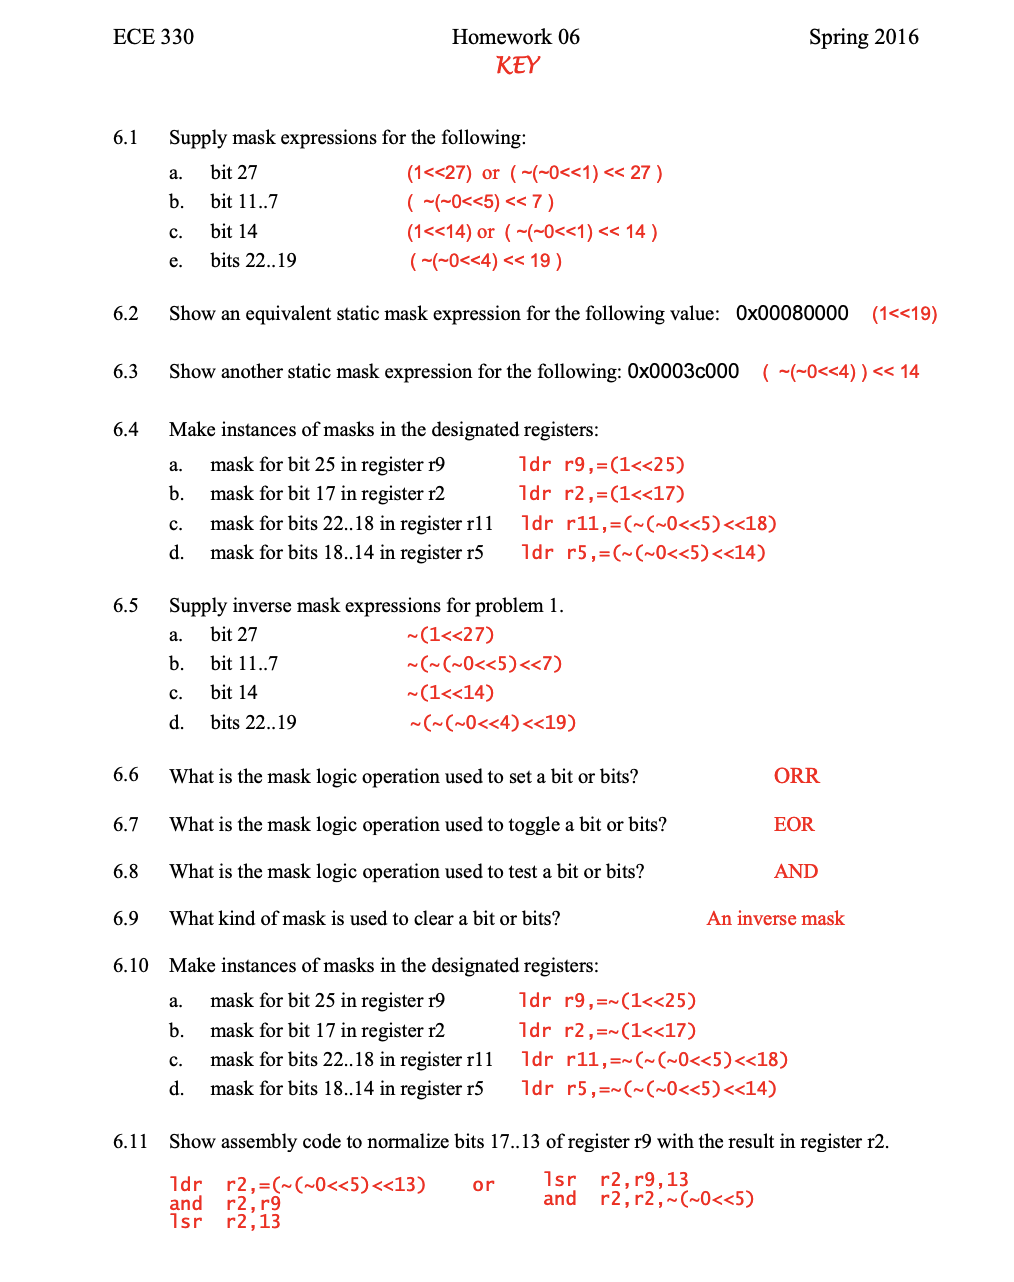 ECE 330 Homework 06 Spring 2016
KEY
6.1 Supply mask expressions for the following:
a. bit 27 (1<<27) or ( ~(~0<<1) << 27 )
b. bit 11..7 ( ~(~0<<5) << 7 )
c. bit 14 (1<<14) or ( ~(~0<<1) << 14 )
e. bits 22..19 ( ~(~0<<4) << 19 )
6.2 Show an equivalent static mask expression for the following value: 0x00080000 (1<<19)
6.3 Show another static mask expression for the following: 0x0003c000 ( ~(~0<<4) ) << 14
6.4 Make instances of masks in the designated registers:
a. mask for bit 25 in register r9 ldr r9,=(1<<25)
b. mask for bit 17 in register r2 ldr r2,=(1<<17)
c. mask for bits 22..18 in register r11 ldr r11,=(~(~0<<5)<<18)
d. mask for bits 18..14 in register r5 ldr r5,=(~(~0<<5)<<14)
6.5 Supply inverse mask expressions for problem 1.
a. bit 27 ~(1<<27)
b. bit 11..7 ~(~(~0<<5)<<7)
c. bit 14 ~(1<<14)
d. bits 22..19 ~(~(~0<<4)<<19)
6.6 What is the mask logic operation used to set a bit or bits? ORR
6.7 What is the mask logic operation used to toggle a bit or bits? EOR
6.8 What is the mask logic operation used to test a bit or bits? AND
6.9 What kind of mask is used to clear a bit or bits? An inverse mask
6.10 Make instances of masks in the designated registers:
a. mask for bit 25 in register r9 ldr r9,=~(1<<25)
b. mask for bit 17 in register r2 ldr r2,=~(1<<17)
c. mask for bits 22..18 in register r11 ldr r11,=~(~(~0<<5)<<18)
d. mask for bits 18..14 in register r5 ldr r5,=~(~(~0<<5)<<14)
6.11 Show assembly code to normalize bits 17..13 of register r9 with the result in register r2.
ldr r2,=(~(~0<<5)<<13) or lsr r2,r9,13
and r2,r9 and r2,r2,~(~0<<5)
lsr r2,13